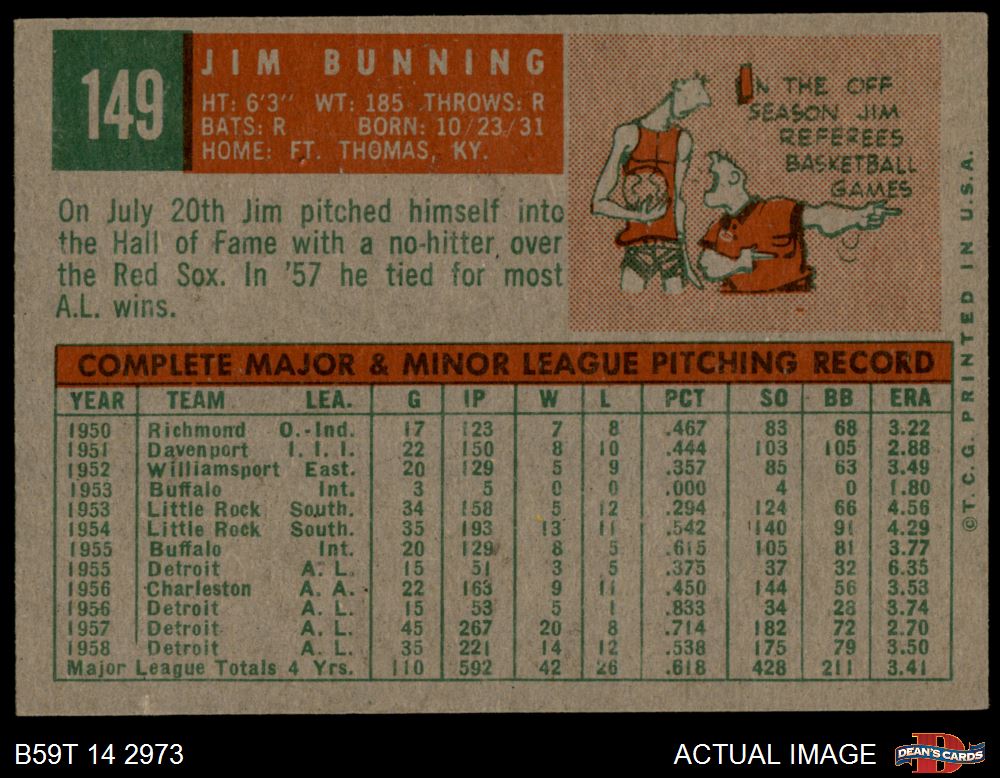 149
JIM BUNNING
HT: 6'3" WT: 185 THROWS: R
BATS: R BORN: 10/23/31
HOME: FT. THOMAS, KY.
IN THE OFF
SEASON JIM
REFEREES
BASKETBALL
GAMES
On July 20th Jim pitched himself into
the Hall of Fame with a no-hitter over
the Red Sox. In '57 he tied for most
A.L. wins.
COMPLETE MAJOR & MINOR LEAGUE PITCHING RECORD
YEAR TEAM LEA. G IP W L PCT SO BB ERA
1950 Richmond O.-Ind. 17 123 7 8 .467 83 68 3.22
1951 Davenport I. I. I. 22 150 8 10 .444 103 105 2.88
1952 Williamsport East. 20 129 5 9 .357 85 63 3.49
1953 Buffalo Int. 3 5 0 0 .000 4 0 1.80
1953 Little Rock South. 34 158 5 12 .294 124 66 4.56
1954 Little Rock South. 35 193 13 11 .542 140 91 4.29
1955 Buffalo Int. 20 129 8 5 .615 105 81 3.77
1955 Detroit A. L. 15 51 3 5 .375 37 32 6.35
1956 Charleston A. A. 22 163 9 11 .450 144 56 3.53
1956 Detroit A. L. 15 53 5 1 .833 34 28 3.74
1957 Detroit A. L. 45 267 20 8 .714 182 72 2.70
1958 Detroit A. L. 35 221 14 12 .538 175 79 3.50
Major League Totals 4 Yrs. 110 592 42 26 .618 428 211 3.41
©T.C.G. PRINTED IN U.S.A.
B59T 14 2973
ACTUAL IMAGE
DEAN'S CARDS